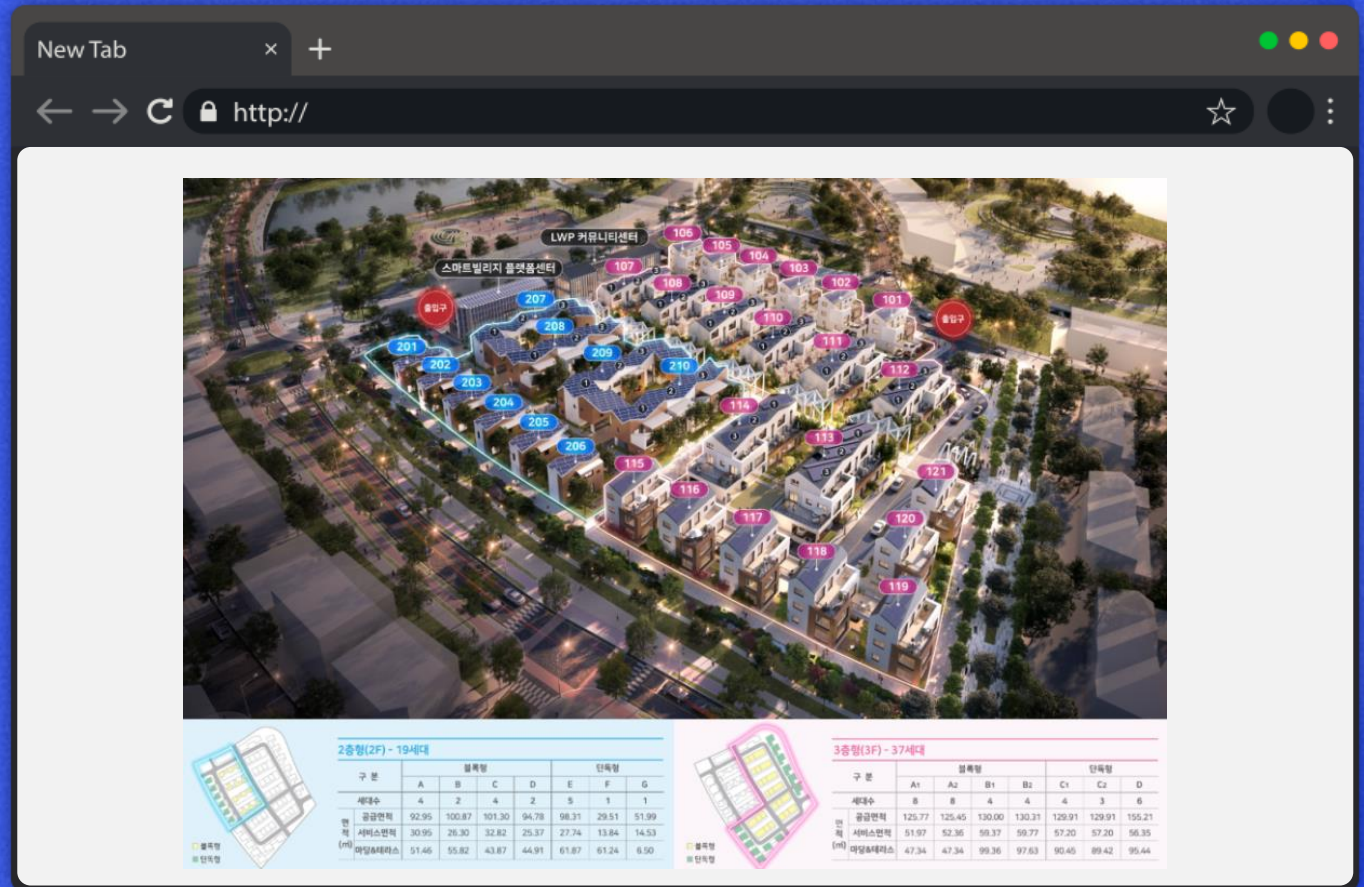 New Tab × +
http://
LWP 커뮤니티센터
스마트빌리지 플랫폼센터
출입구
출입구
106
105
104
103
102
101
107
108
109
110
111
112
207
208
209
210
201
202
203
204
205
206
114
113
115
116
117
118
121
120
119
2층형(2F) - 19세대
구 분 블록형 단독형
A B C D E F G
세대수 4 2 4 2 5 1 1
면적(㎡) 공급면적 92.95 100.87 101.30 94.78 98.31 29.51 51.99
서비스면적 30.95 26.30 32.82 25.37 27.74 13.84 14.53
마당&테라스 51.46 55.82 43.87 44.91 61.87 61.24 6.50
블록형
단독형
3층형(3F) - 37세대
구 분 블록형 단독형
A1 A2 B1 B2 C1 C2 D
세대수 8 8 4 4 4 3 6
면적(㎡) 공급면적 125.77 125.45 130.00 130.31 129.91 129.91 155.21
서비스면적 51.97 52.36 59.37 59.77 57.20 57.20 56.35
마당&테라스 47.34 47.34 99.36 97.63 90.45 89.42 95.44
블록형
단독형